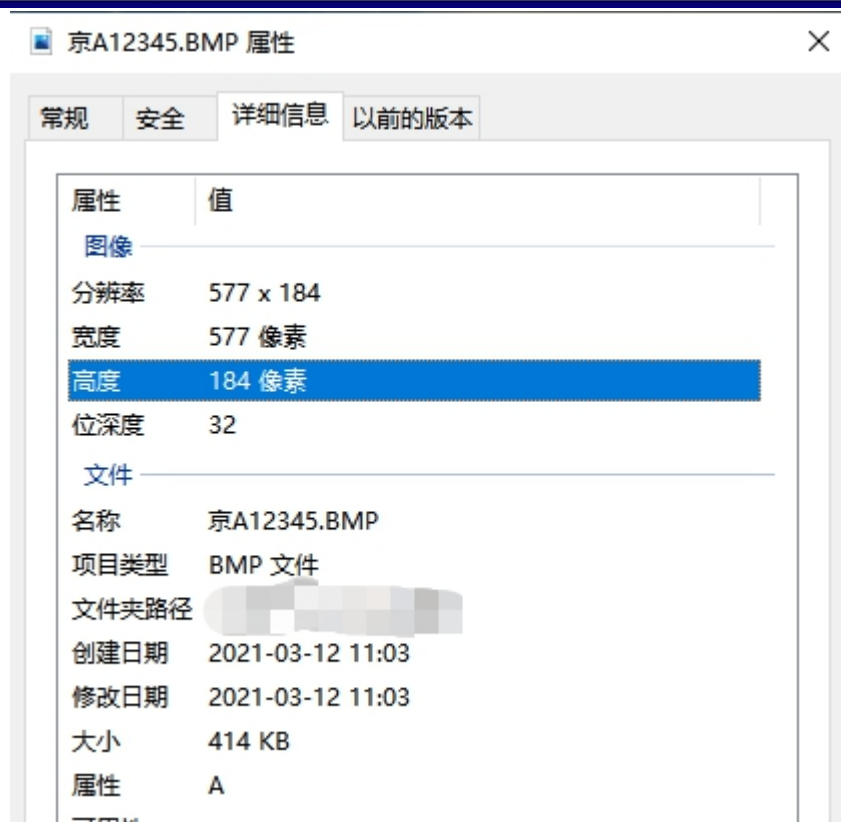 京A12345.BMP 属性
常规 安全 详细信息 以前的版本
属性 值
图像
分辨率 577 x 184
宽度 577 像素
高度 184 像素
位深度 32
文件
名称 京A12345.BMP
项目类型 BMP 文件
文件夹路径
创建日期 2021-03-12 11:03
修改日期 2021-03-12 11:03
大小 414 KB
属性 A